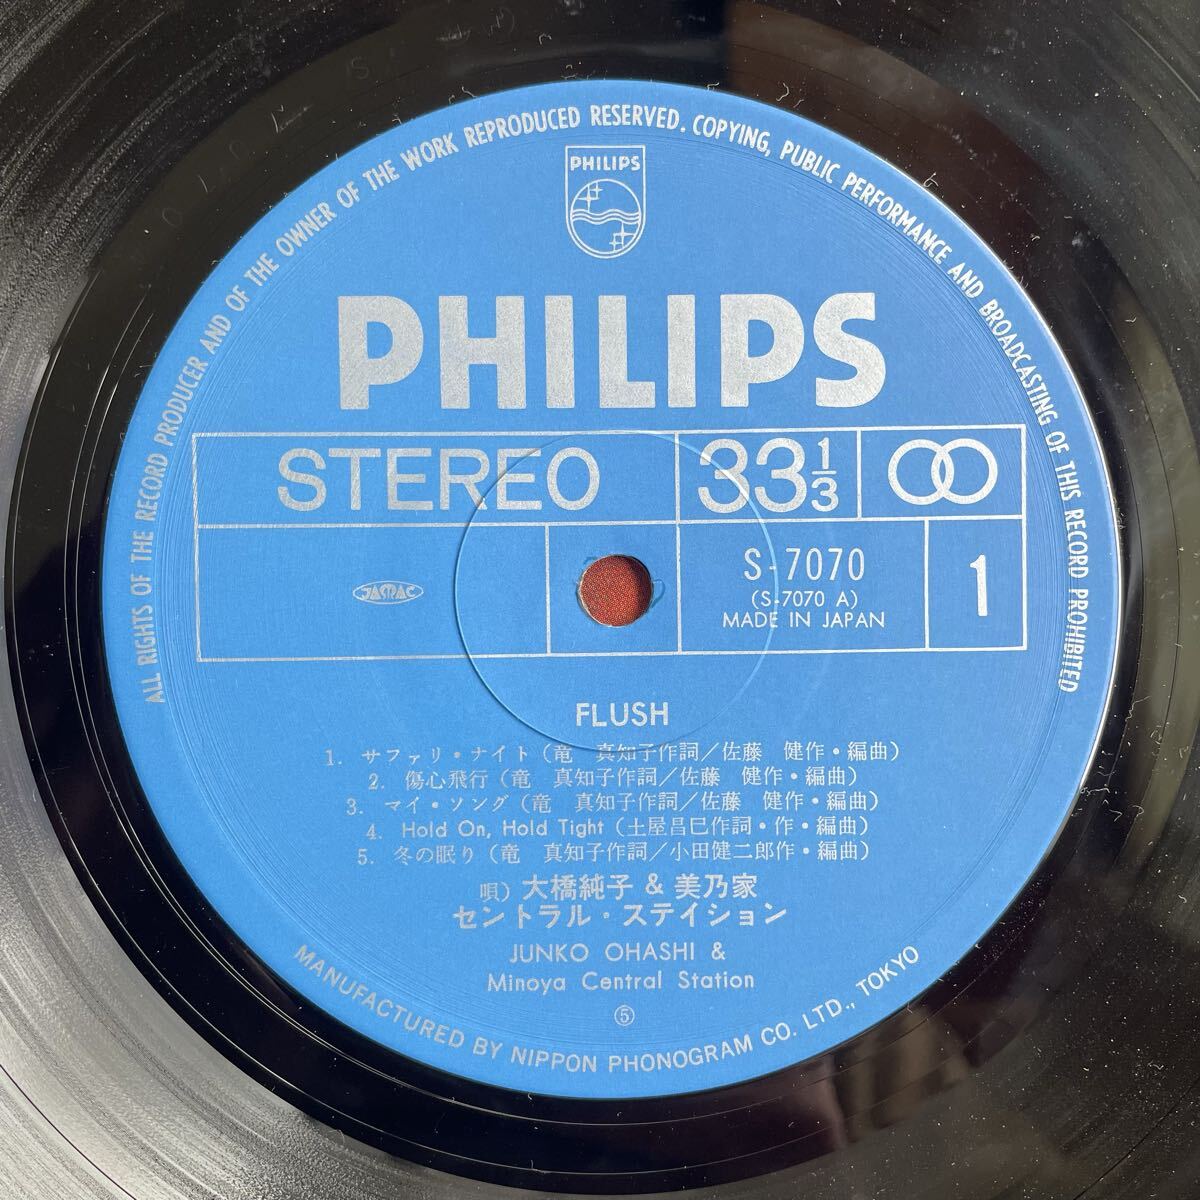 ALL RIGHTS OF THE RECORD PRODUCER AND OF THE OWNER OF THE WORK REPRODUCED RESERVED. COPYING, PUBLIC PERFORMANCE AND BROADCASTING OF THIS RECORD PROHIBITED
PHILIPS
PHILIPS
STEREO
33 1/3
JASRAC
S-7070
(S-7070 A)
MADE IN JAPAN
1
FLUSH
1. サファリ・ナイト（竜 真知子作詞／佐藤 健作・編曲）
2. 傷心飛行（竜 真知子作詞／佐藤 健作・編曲）
3. マイ・ソング（竜 真知子作詞／佐藤 健作・編曲）
4. Hold On, Hold Tight（土屋昌巳作詞・作・編曲）
5. 冬の眠り（竜 真知子作詞／小田健二郎作・編曲）
唄）大橋純子 & 美乃家
セントラル・ステイション
JUNKO OHASHI &
Minoya Central Station
⑤
MANUFACTURED BY NIPPON PHONOGRAM CO. LTD., TOKYO